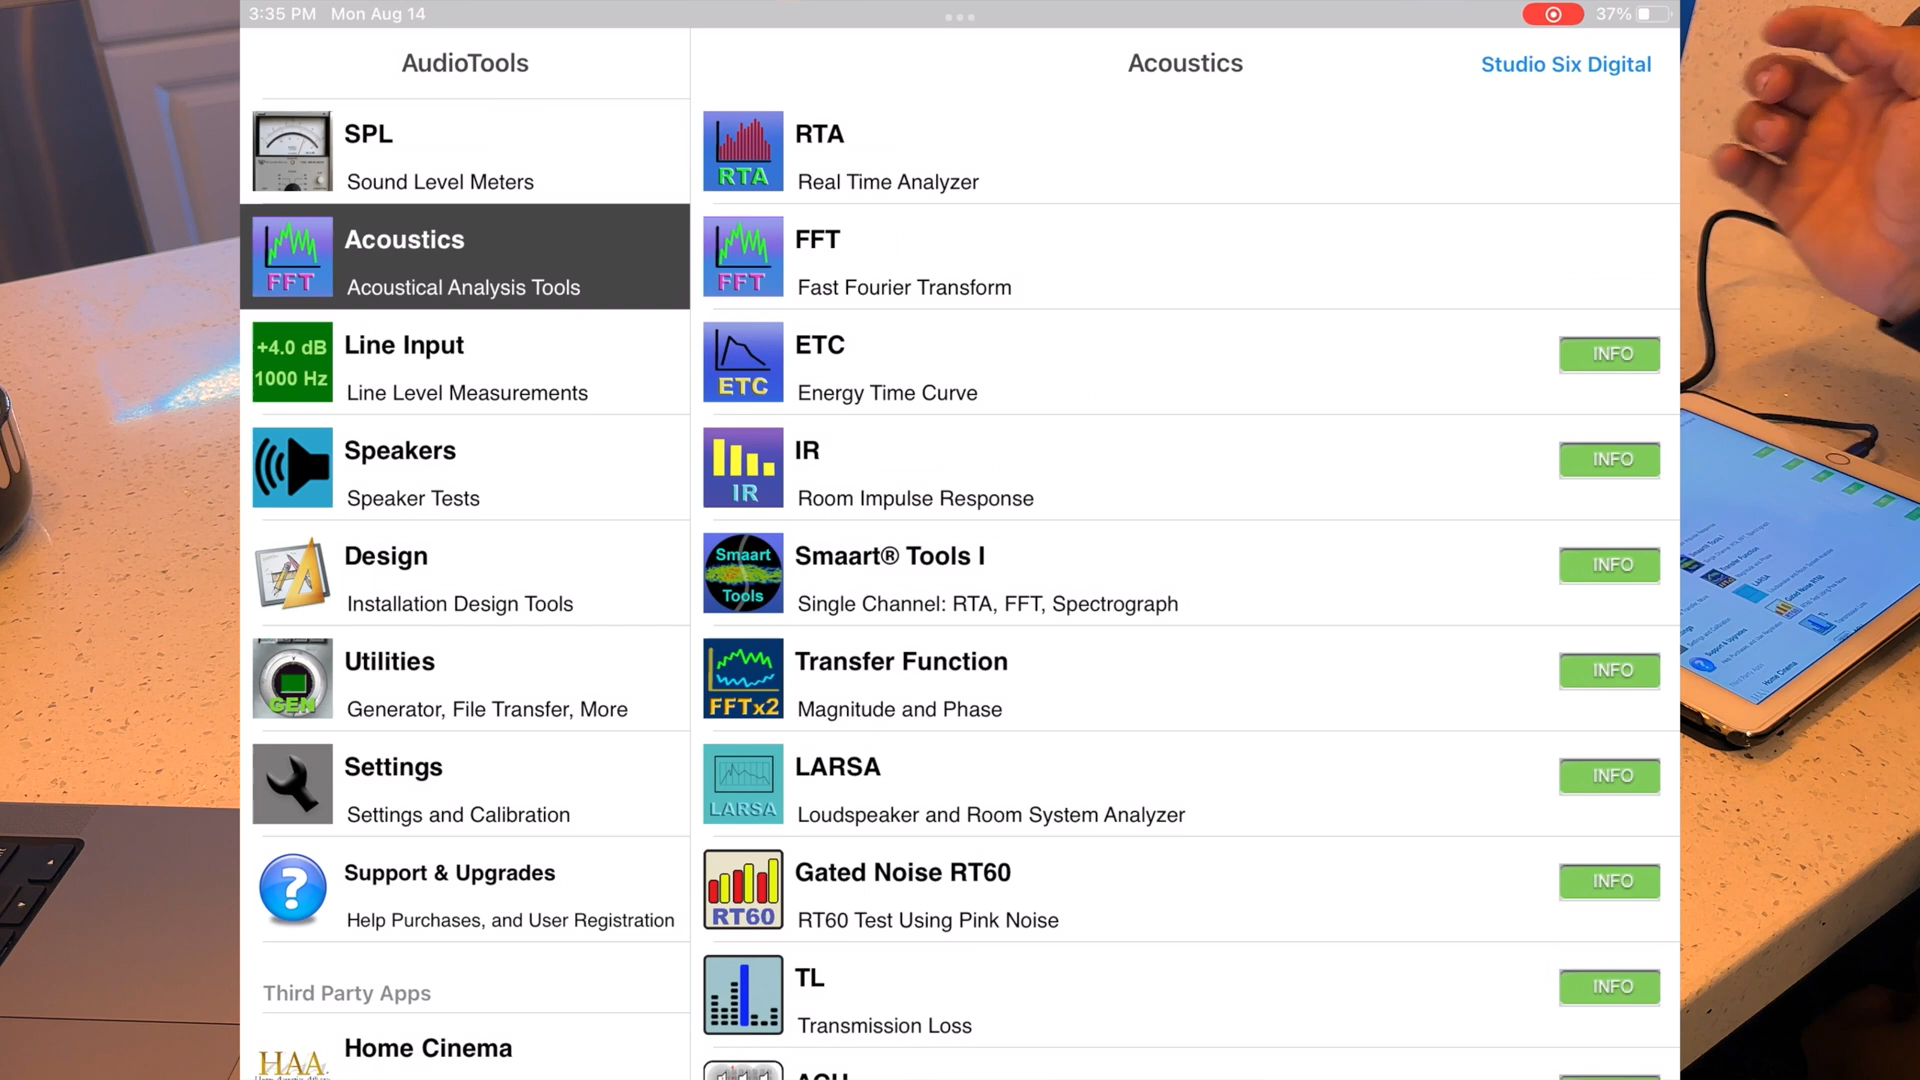 3:35 PM Mon Aug 14
37%
AudioTools
SPL
Sound Level Meters
FFT
Acoustics
Acoustical Analysis Tools
+4.0 dB
1000 Hz
Line Input
Line Level Measurements
Speakers
Speaker Tests
Design
Installation Design Tools
GEN
Utilities
Generator, File Transfer, More
Settings
Settings and Calibration
?
Support & Upgrades
Help Purchases, and User Registration
Third Party Apps
HAA
Home Cinema
Acoustics
Studio Six Digital
RTA
RTA
Real Time Analyzer
FFT
FFT
Fast Fourier Transform
ETC
ETC
Energy Time Curve
INFO
IR
IR
Room Impulse Response
INFO
Smaart
Tools
Smaart® Tools I
Single Channel: RTA, FFT, Spectrograph
INFO
FFTx2
Transfer Function
Magnitude and Phase
INFO
LARSA
LARSA
Loudspeaker and Room System Analyzer
INFO
RT60
Gated Noise RT60
RT60 Test Using Pink Noise
INFO
TL
Transmission Loss
INFO